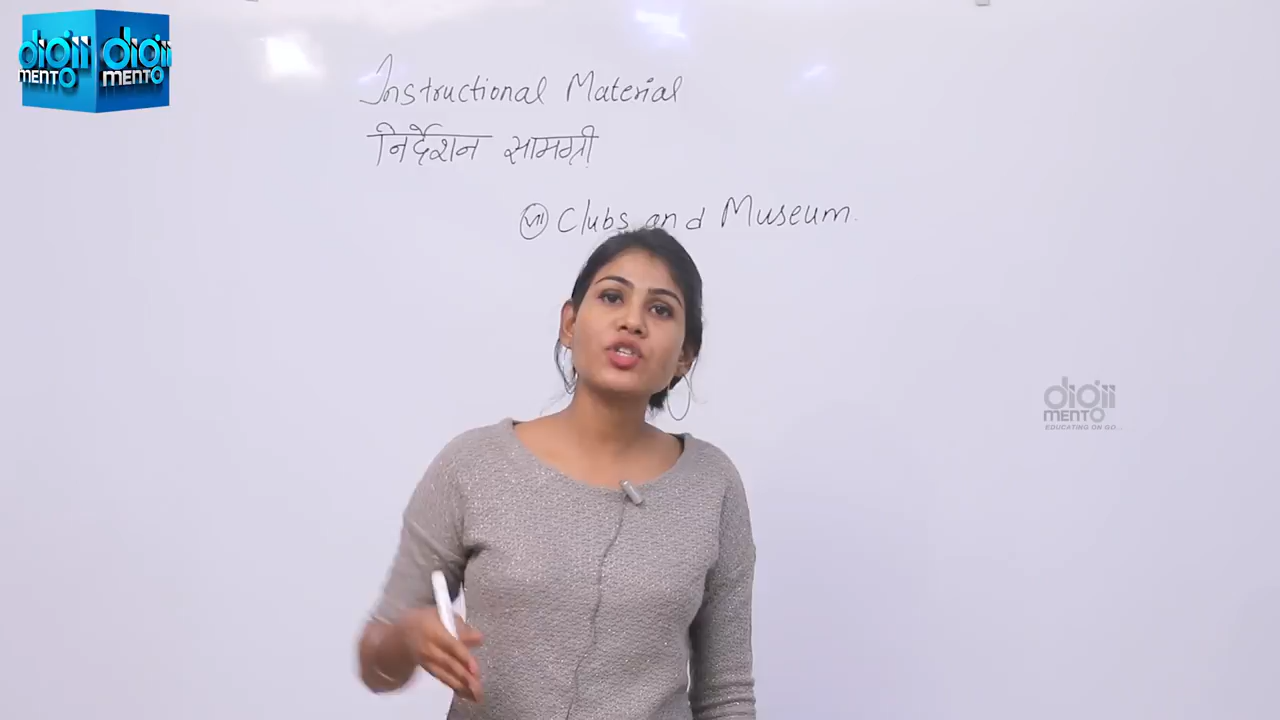 digii
MENTO
digii
MENTO
Instructional Material
निर्देशन सामग्री
VII Clubs and Museum.
digii
MENTO
EDUCATING ON GO...